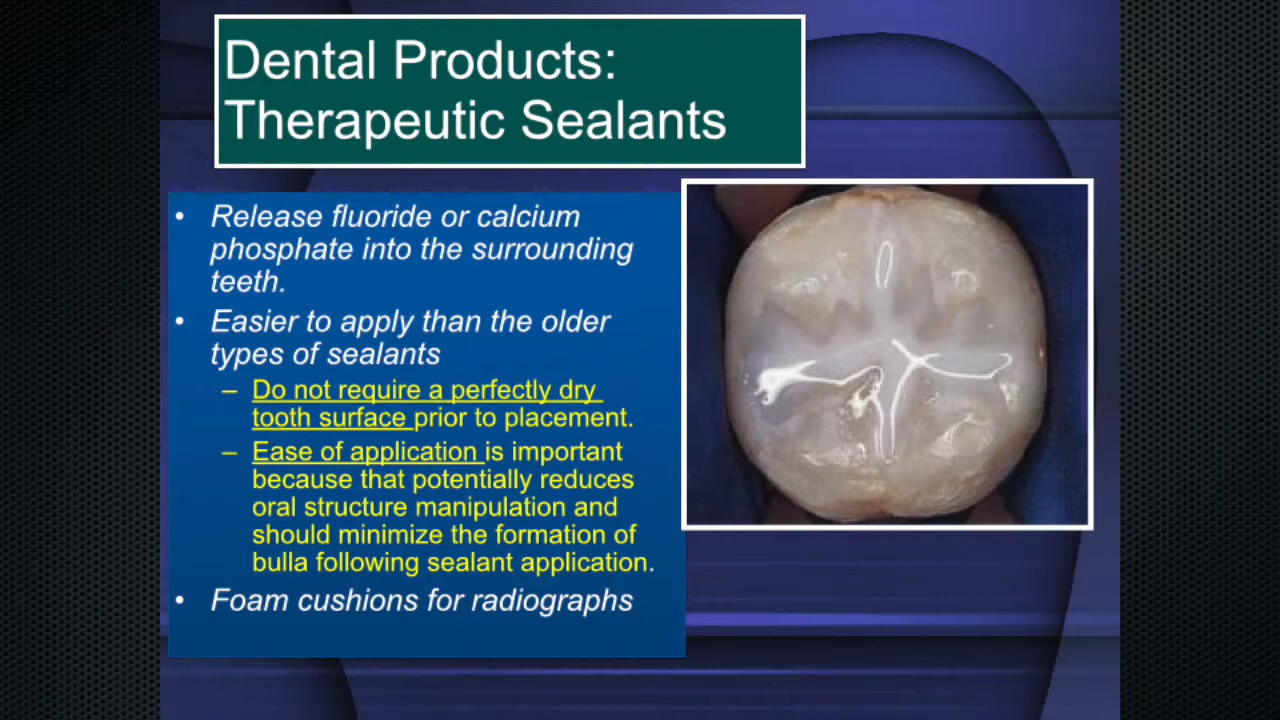 Dental Products:
Therapeutic Sealants
• Release fluoride or calcium
phosphate into the surrounding
teeth.
• Easier to apply than the older
types of sealants
– Do not require a perfectly dry
tooth surface prior to placement.
– Ease of application is important
because that potentially reduces
oral structure manipulation and
should minimize the formation of
bulla following sealant application.
• Foam cushions for radiographs